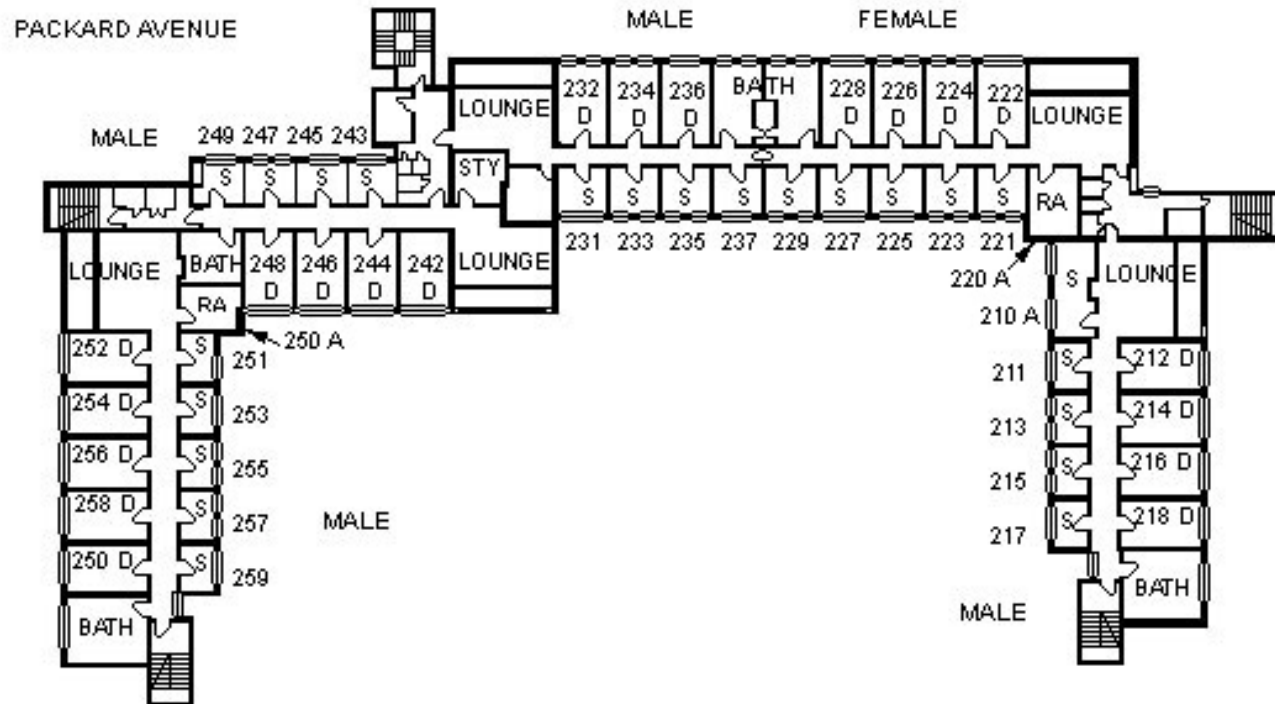 PACKARD AVENUE
MALE FEMALE
232 234 236 BATH 228 226 224 222
D D D D D D D
LOUNGE LOUNGE
MALE
249 247 245 243
S S S S
STY
S S S S S S S S S
RA
231 233 235 237 229 227 225 223 221
LOUNGE BATH 248 246 244 242 LOUNGE
D D D D
RA
250 A
220 A
S LOUNGE
210 A
252 D S 251
254 D S 253
256 D S 255
258 D S 257
250 D S 259
BATH
MALE
211 S 212 D
213 S 214 D
215 S 216 D
217 S 218 D
BATH
MALE